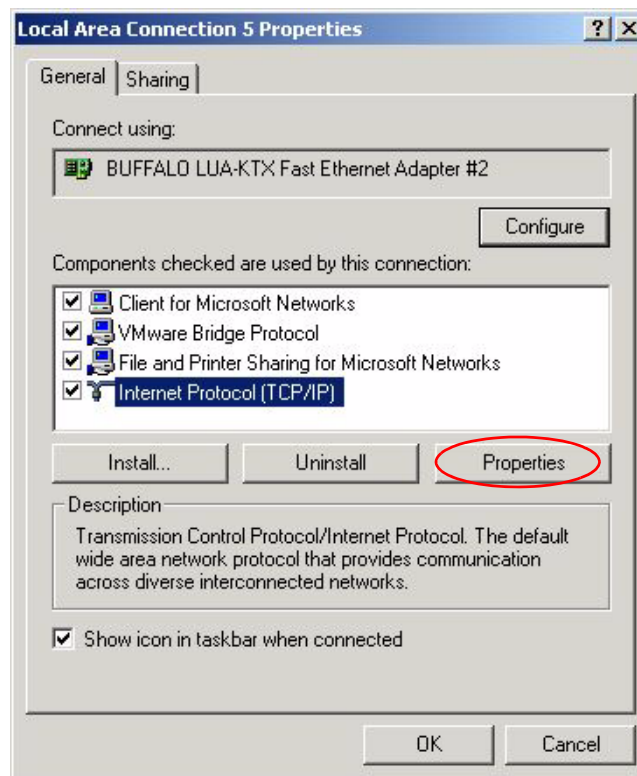 Local Area Connection 5 Properties
General Sharing
Connect using:
BUFFALO LUA-KTX Fast Ethernet Adapter #2
Configure
Components checked are used by this connection:
Client for Microsoft Networks
VMware Bridge Protocol
File and Printer Sharing for Microsoft Networks
Internet Protocol (TCP/IP)
Install... Uninstall Properties
Description
Transmission Control Protocol/Internet Protocol. The default
wide area network protocol that provides communication
across diverse interconnected networks.
Show icon in taskbar when connected
OK Cancel